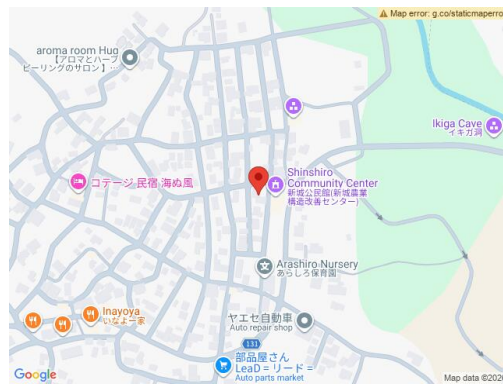 Map error: g.co/staticmaperro
aroma room Hug
【アロマとハーブ
ピーリングのサロン】…
Ikiga Cave
イキガ洞
コテージ 民宿 海ぬ風
Shinshiro
Community Center
新城公民館(新城農業
構造改善センター)
Arashiro Nursery
あらしろ保育園
Inayoya
いなよー家
ヤエセ自動車
Auto repair shop
131
部品屋さん
LeaD = リード =
Auto parts market
Google
Map data ©202